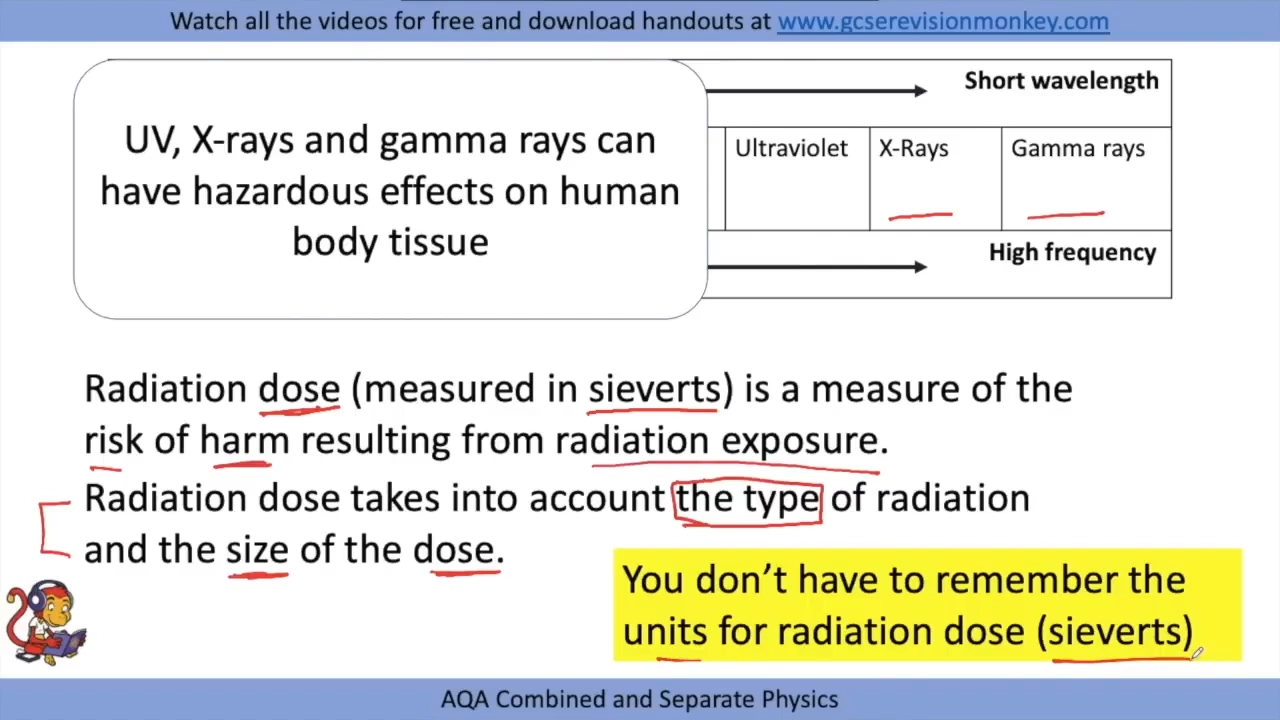 Watch all the videos for free and download handouts at www.gcserevisionmonkey.com
UV, X-rays and gamma rays can
have hazardous effects on human
body tissue
Short wavelength
Ultraviolet
X-Rays
Gamma rays
High frequency
Radiation dose (measured in sieverts) is a measure of the
risk of harm resulting from radiation exposure.
Radiation dose takes into account the type of radiation
and the size of the dose.
You don’t have to remember the
units for radiation dose (sieverts)
AQA Combined and Separate Physics